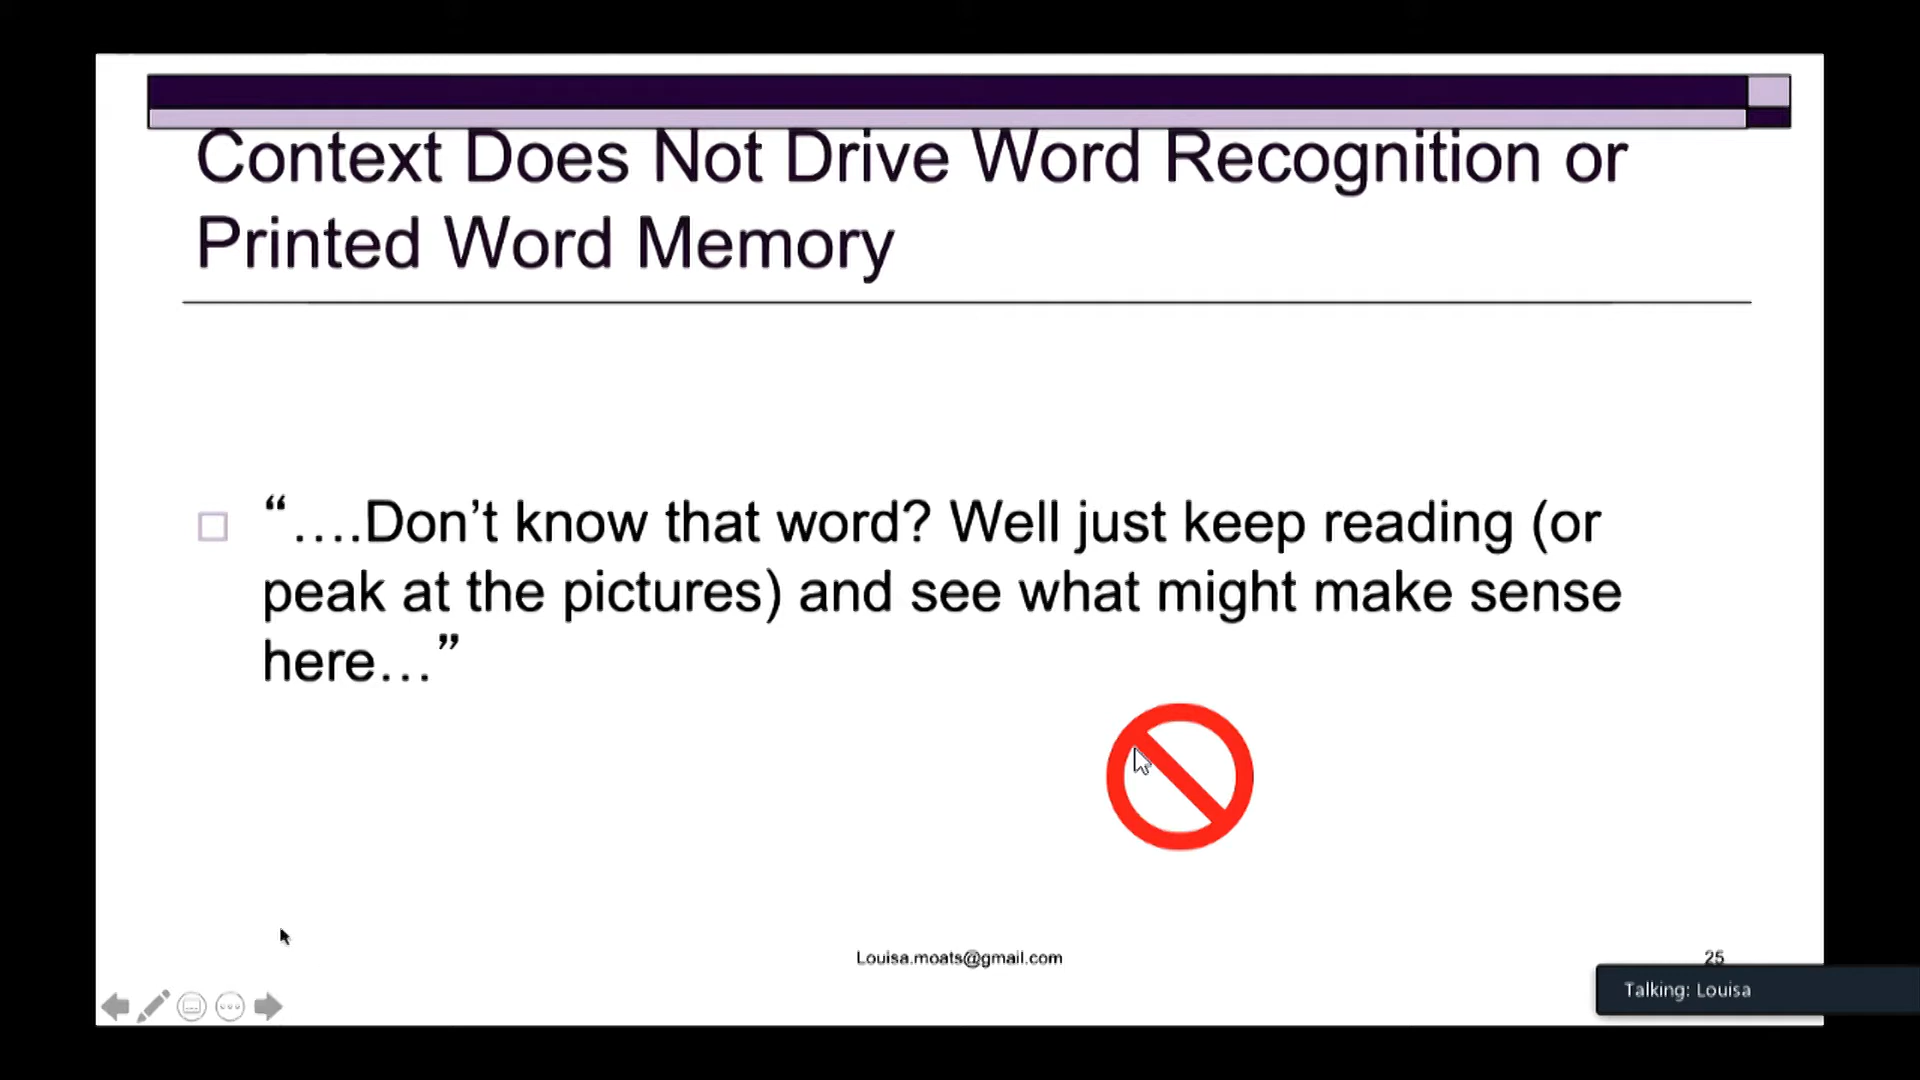 Context Does Not Drive Word Recognition or
Printed Word Memory
“….Don’t know that word? Well just keep reading (or
peak at the pictures) and see what might make sense
here…”
Louisa.moats@gmail.com
25
Talking: Louisa